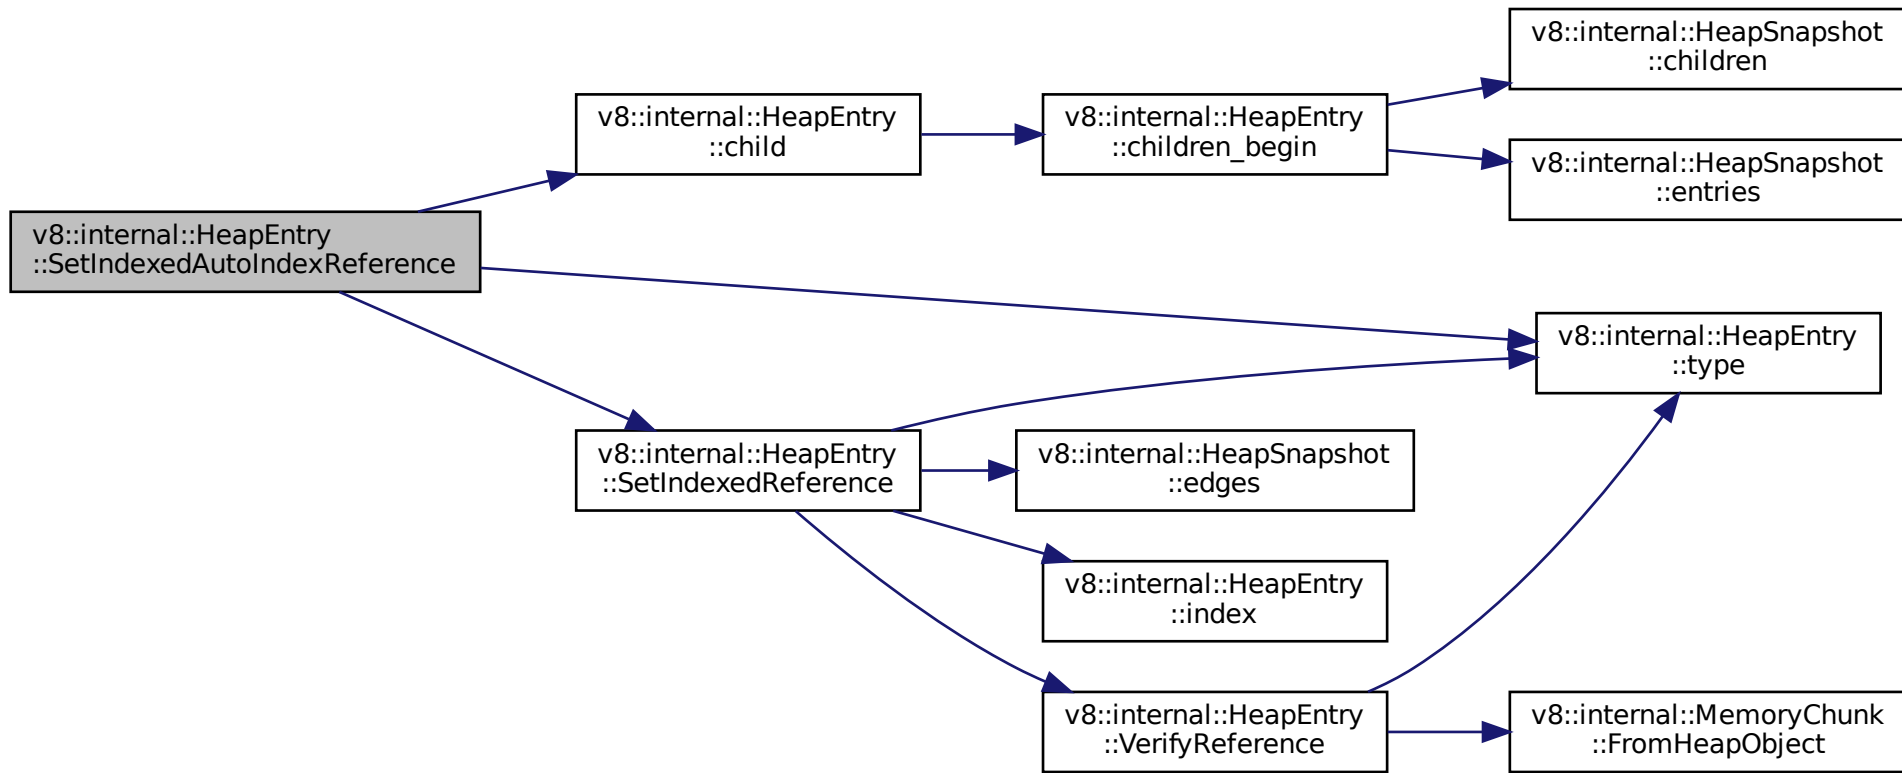 v8::internal::HeapSnapshot
::children
v8::internal::HeapEntry
::child
v8::internal::HeapEntry
::children_begin
v8::internal::HeapSnapshot
::entries
v8::internal::HeapEntry
::SetIndexedAutoIndexReference
v8::internal::HeapEntry
::type
v8::internal::HeapEntry
::SetIndexedReference
v8::internal::HeapSnapshot
::edges
v8::internal::HeapEntry
::index
v8::internal::HeapEntry
::VerifyReference
v8::internal::MemoryChunk
::FromHeapObject